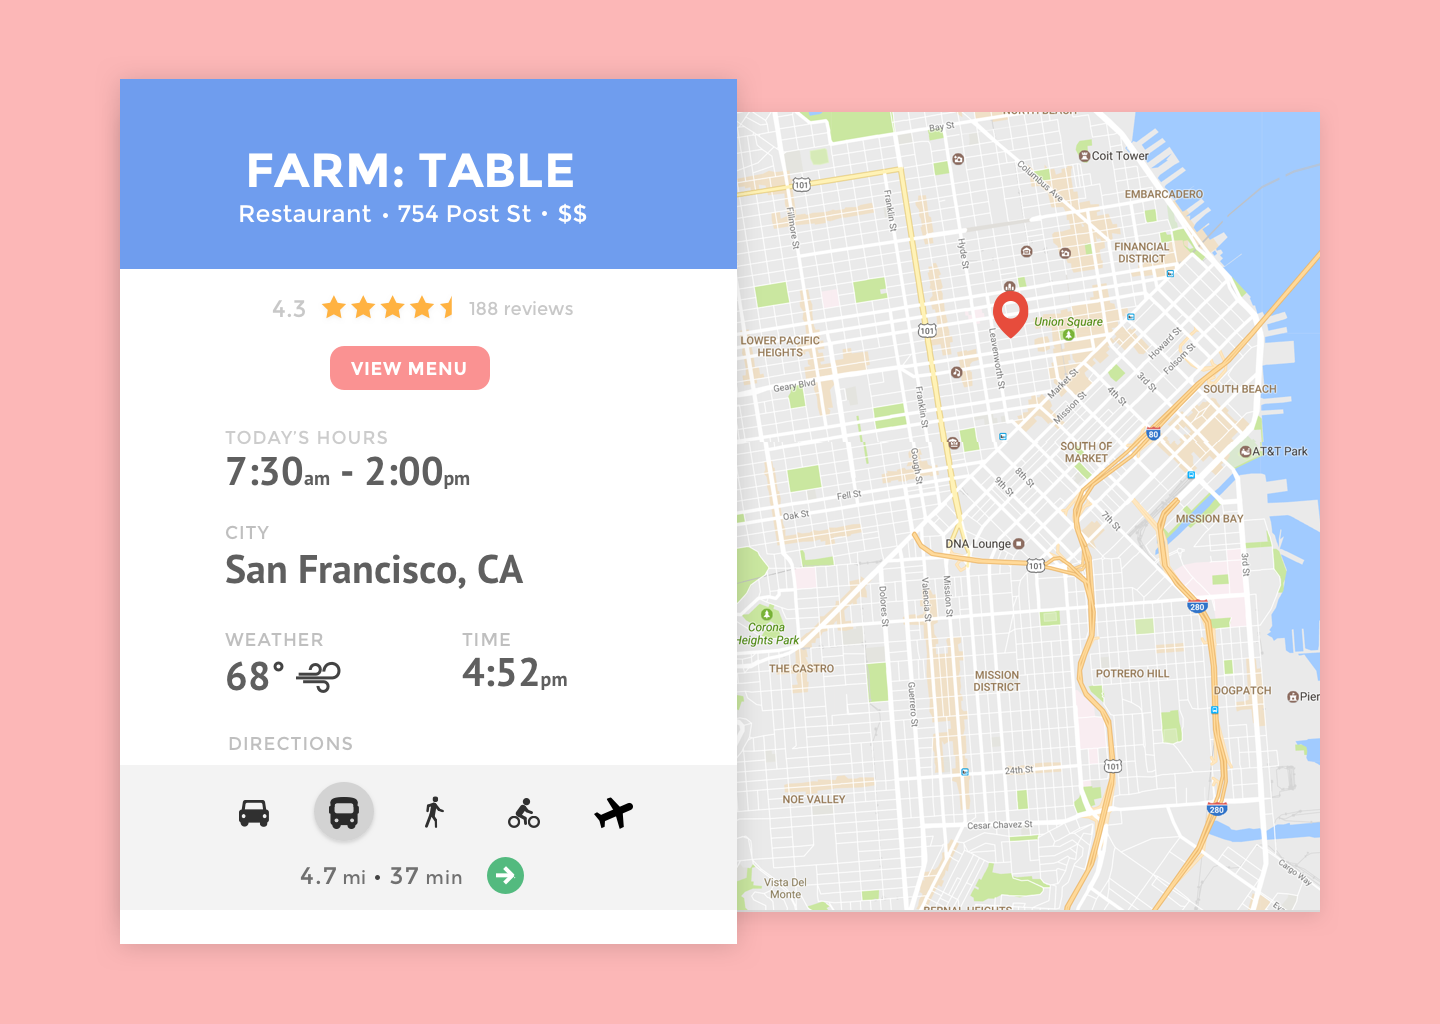 FARM: TABLE
Restaurant • 754 Post St • $$
4.3 188 reviews
VIEW MENU
TODAY'S HOURS
7:30am - 2:00pm
CITY
San Francisco, CA
WEATHER
68°
TIME
4:52pm
DIRECTIONS
4.7 mi • 37 min
NORTH BEACH
Bay St
Coit Tower
Columbus Ave
EMBARCADERO
101
Franklin St
Fillmore St
Hyde St
FINANCIAL
DISTRICT
Union Square
101
LOWER PACIFIC
HEIGHTS
Leavenworth St
Howard St
Folsom St
Geary Blvd
Market St
Mission St
3rd St
4th St
SOUTH BEACH
Franklin St
80
SOUTH OF
MARKET
AT&T Park
Gough St
8th St
9th St
Fell St
Oak St
7th St
MISSION BAY
DNA Lounge
101
3rd St
Dolores St
Valencia St
Mission St
280
Corona
Heights Park
THE CASTRO
MISSION
DISTRICT
POTRERO HILL
DOGPATCH
Pier
Guerrero St
24th St
101
NOE VALLEY
280
Cesar Chavez St
Cargo Way
Vista Del
Monte
BERNAL HEIGHTS